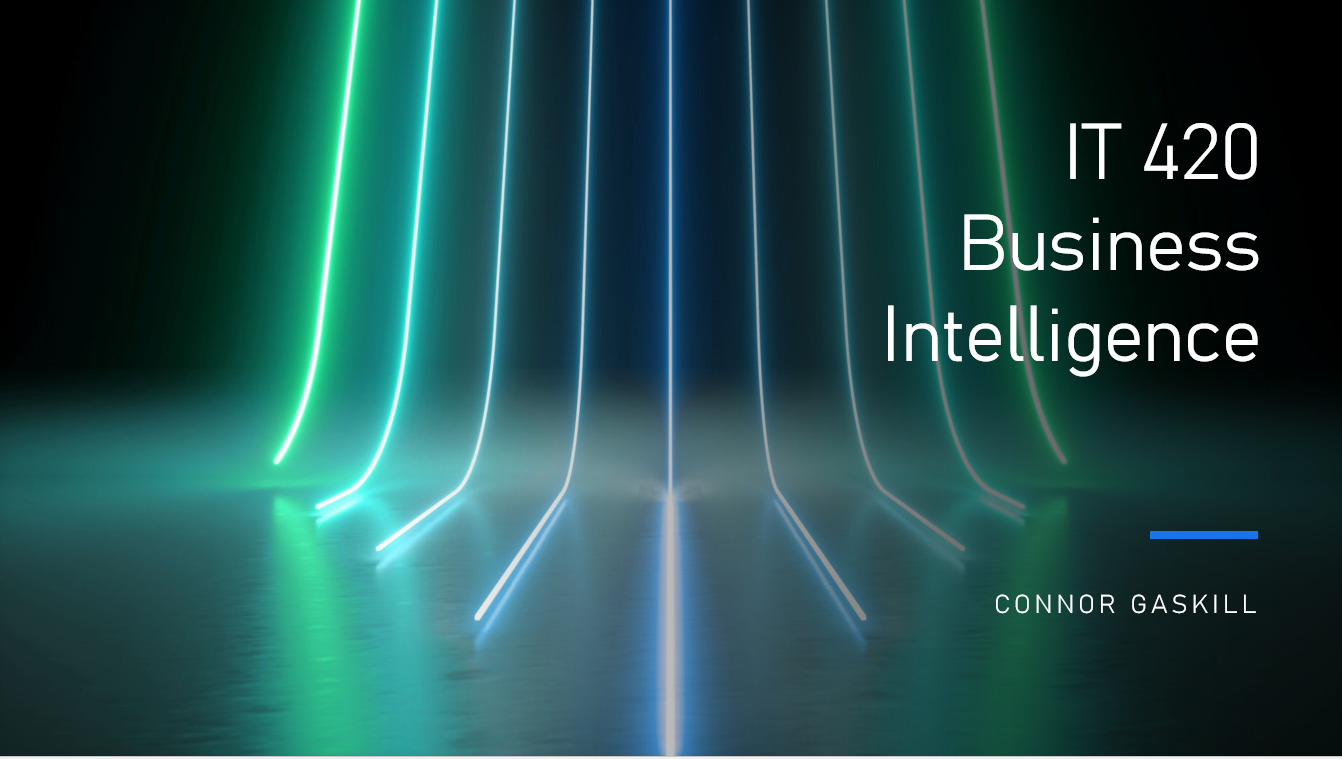 IT 420
Business
Intelligence
CONNOR GASKILL